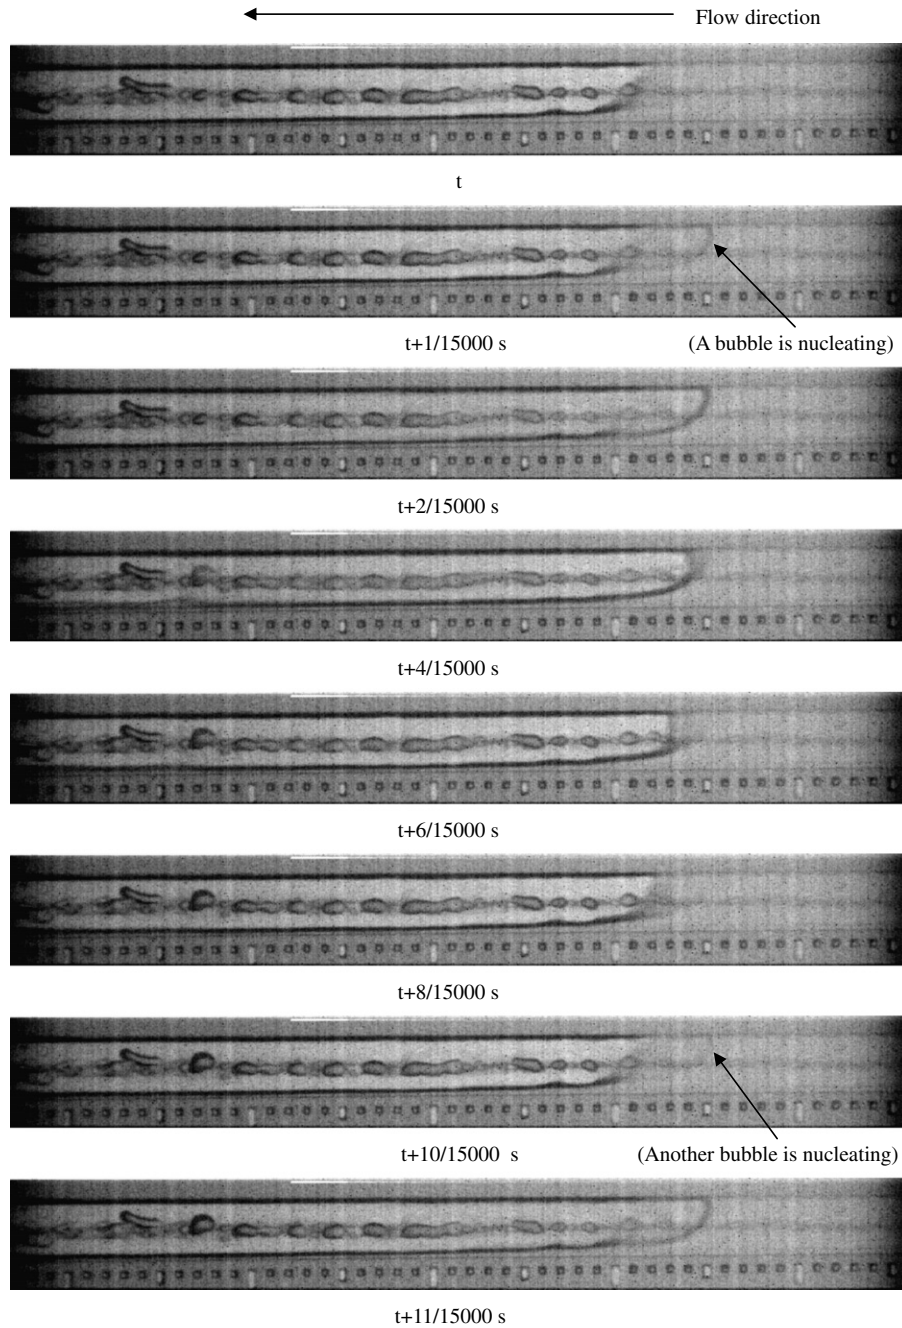 Flow direction
t
t+1/15000 s
(A bubble is nucleating)
t+2/15000 s
t+4/15000 s
t+6/15000 s
t+8/15000 s
t+10/15000 s
(Another bubble is nucleating)
t+11/15000 s